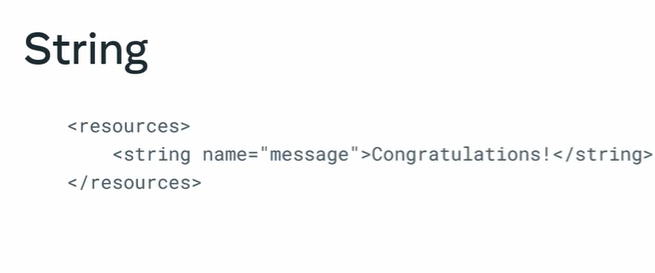 String
<resources>
    <string name="message">Congratulations!</string>
</resources>